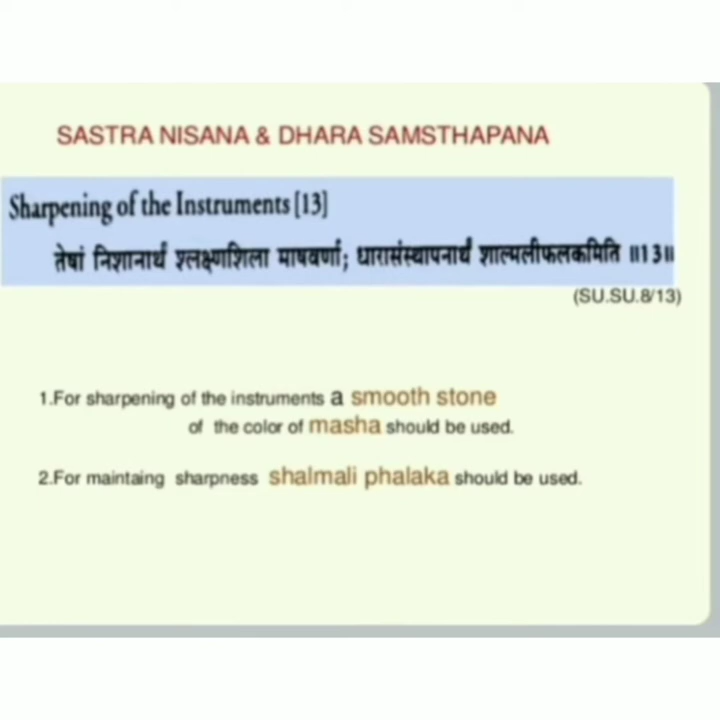 SASTRA NISANA & DHARA SAMSTHAPANA
Sharpening of the Instruments [13]
तेषां निशानार्थं श्लक्ष्णशिला माषवर्णा; धारासंस्थापनार्थं शाल्मलीफलकमिति ॥13॥
(SU.SU.8/13)
1.For sharpening of the instruments a smooth stone
of the color of masha should be used.
2.For maintaing sharpness shalmali phalaka should be used.